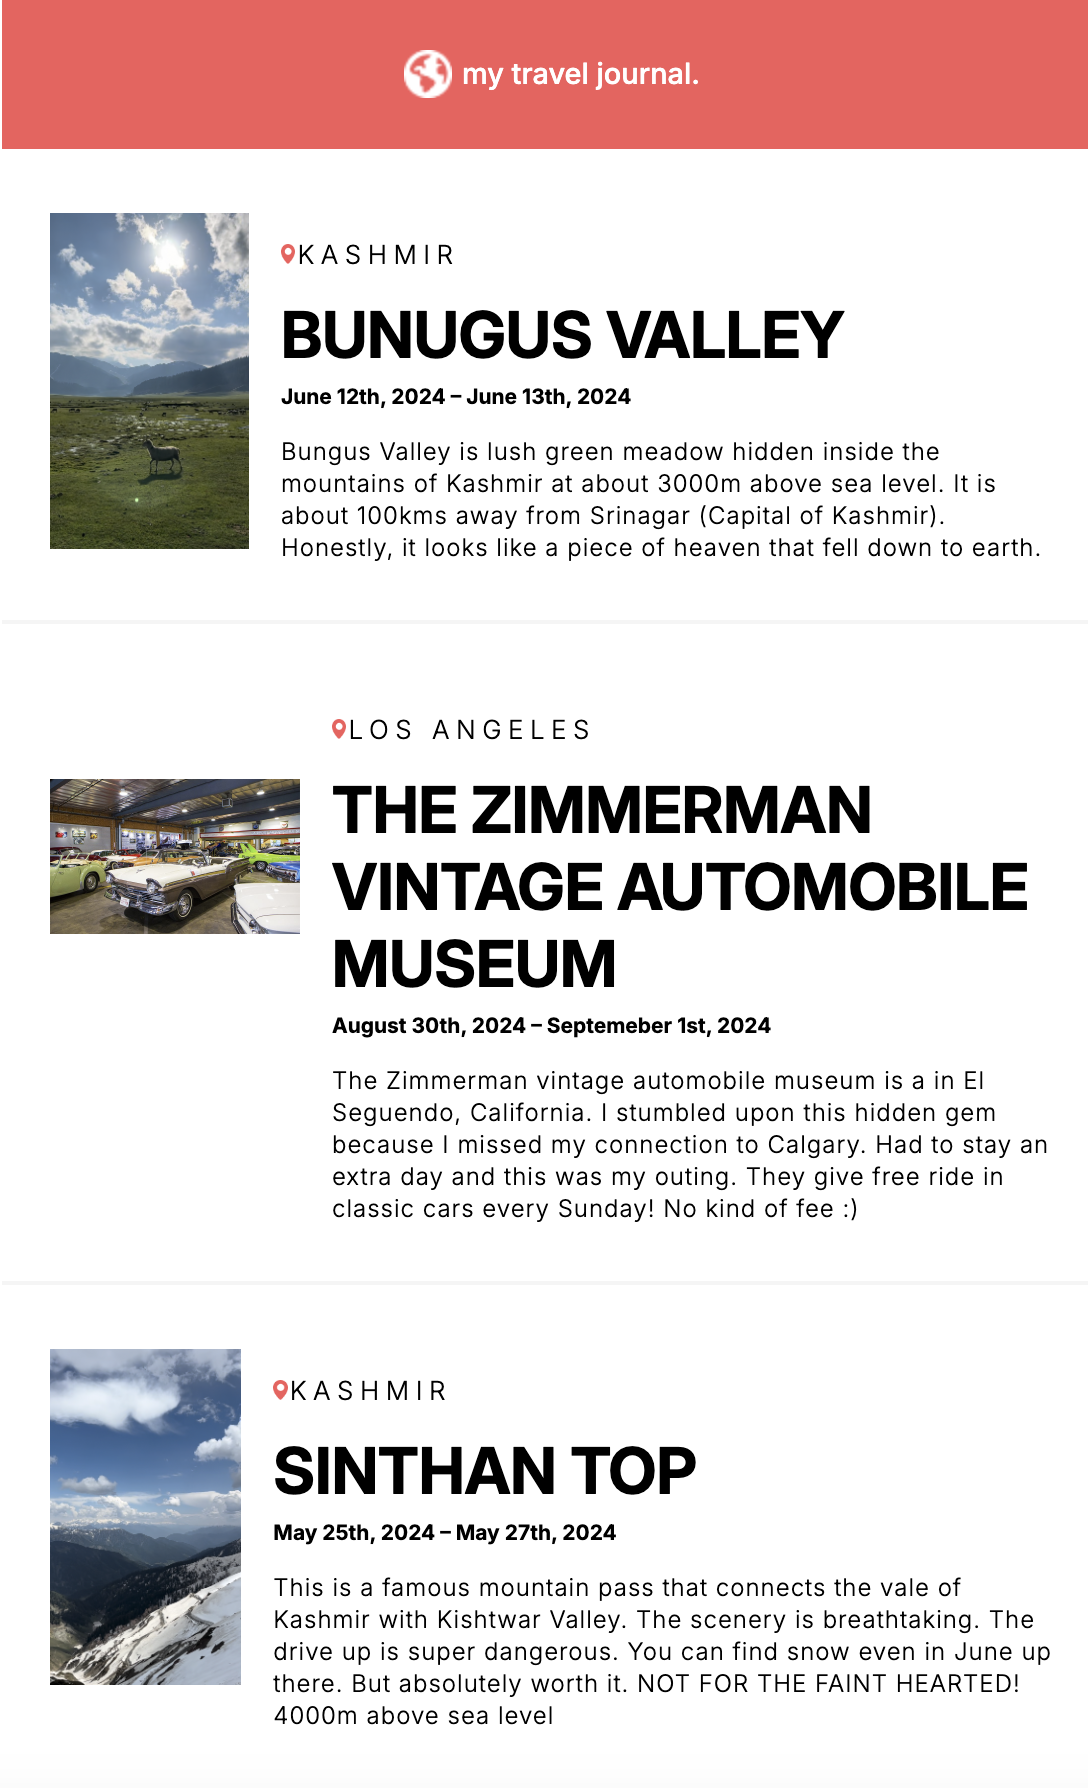 my travel journal.
KASHMIR
BUNUGUS VALLEY
June 12th, 2024 – June 13th, 2024
Bungus Valley is lush green meadow hidden inside the
mountains of Kashmir at about 3000m above sea level. It is
about 100kms away from Srinagar (Capital of Kashmir).
Honestly, it looks like a piece of heaven that fell down to earth.
LOS ANGELES
THE ZIMMERMAN
VINTAGE AUTOMOBILE
MUSEUM
August 30th, 2024 – Septemeber 1st, 2024
The Zimmerman vintage automobile museum is a in El
Seguendo, California. I stumbled upon this hidden gem
because I missed my connection to Calgary. Had to stay an
extra day and this was my outing. They give free ride in
classic cars every Sunday! No kind of fee :)
KASHMIR
SINTHAN TOP
May 25th, 2024 – May 27th, 2024
This is a famous mountain pass that connects the vale of
Kashmir with Kishtwar Valley. The scenery is breathtaking. The
drive up is super dangerous. You can find snow even in June up
there. But absolutely worth it. NOT FOR THE FAINT HEARTED!
4000m above sea level